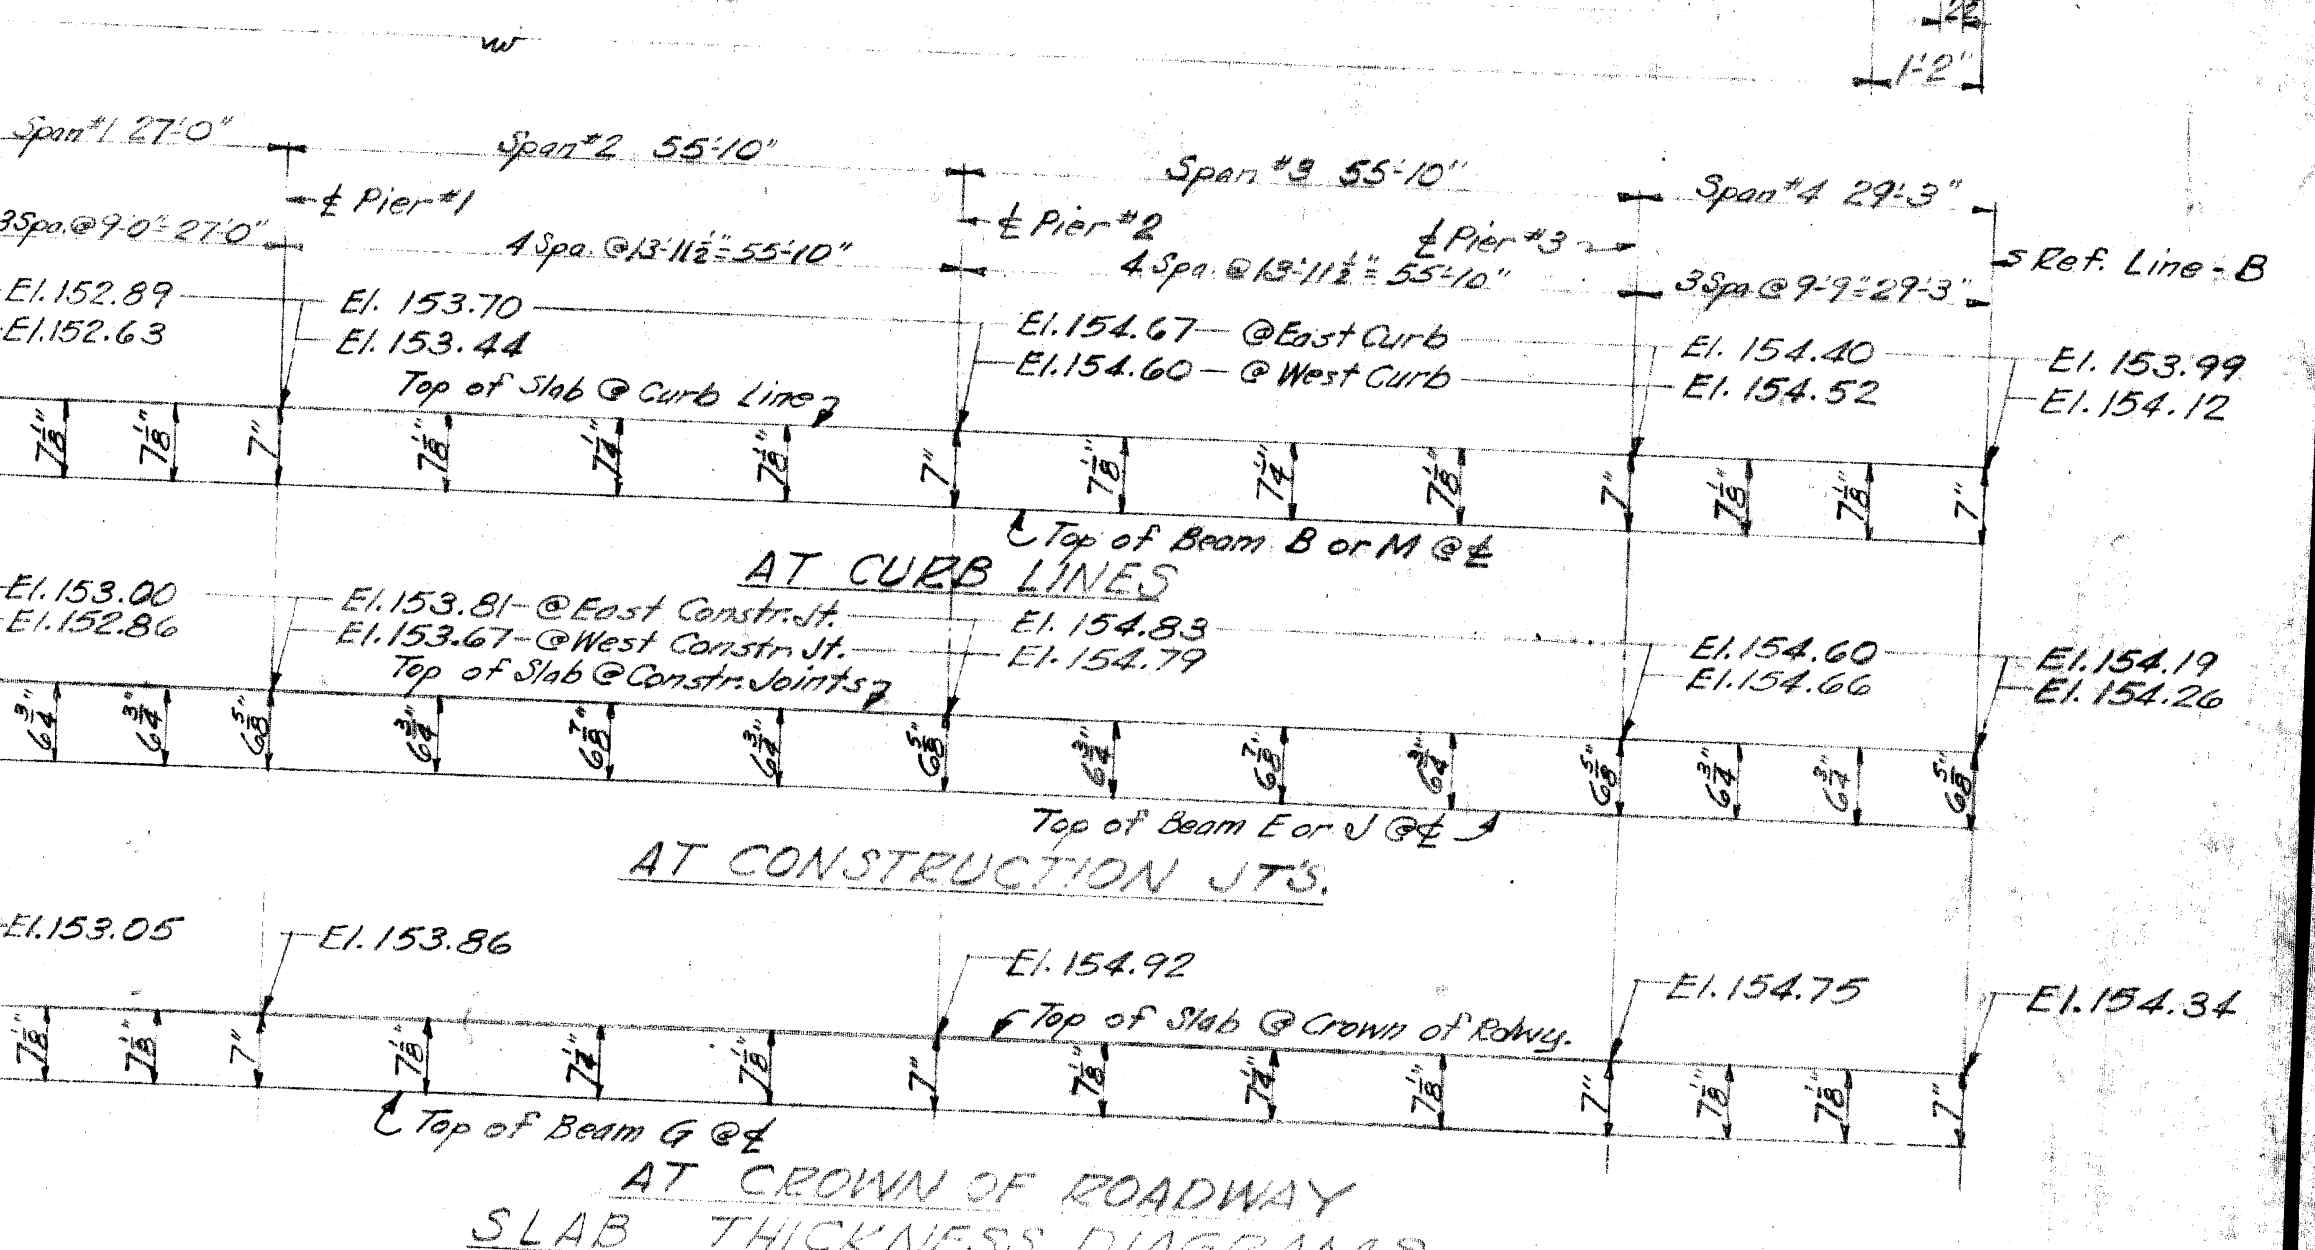 22
1'-2"
Span #1 27'-0"
Span #2 55'-10"
Span #3 55'-10"
Span #4 29'-3"
℄ Pier #1
℄ Pier #2
℄ Pier #3
Ref. Line - B
3 Spa. @ 9'-0" = 27'-0"
4 Spa. @ 13'-11½" = 55'-10"
4 Spa. @ 13'-11½" = 55'-10"
3 Spa @ 9'-9" = 29'-3"
El. 152.89
El. 152.63
El. 153.70
El. 153.44
El. 154.67 - @ East Curb
El. 154.60 - @ West Curb
El. 154.40
El. 154.52
El. 153.99
El. 154.12
Top of Slab @ Curb Line
7⅛" 7⅛" 7" 7⅛" 7¼" 7⅛" 7" 7⅛" 7¼" 7⅛" 7" 7⅛" 7⅛" 7"
Top of Beam B or M @ ℄
AT CURB LINES
El. 153.00
El. 152.86
El. 153.81 - @ East Constr. Jt.
El. 153.67 - @ West Constr. Jt.
El. 154.83
El. 154.79
El. 154.60
El. 154.66
El. 154.19
El. 154.26
Top of Slab @ Constr. Joints
6¾" 6¾" 6⅝" 6¾" 6⅞" 6¾" 6⅝" 6¾" 6⅞" 6¾" 6⅝" 6¾" 6¾" 6⅝"
Top of Beam E or J @ ℄
AT CONSTRUCTION JT'S.
El. 153.05
El. 153.86
El. 154.92
El. 154.75
El. 154.34
Top of Slab @ Crown of Rdwy.
7⅛" 7⅛" 7" 7⅛" 7¼" 7⅛" 7" 7⅛" 7¼" 7⅛" 7" 7⅛" 7⅛" 7"
Top of Beam G @ ℄
AT CROWN OF ROADWAY
SLAB THICKNESS DIAGRAMS